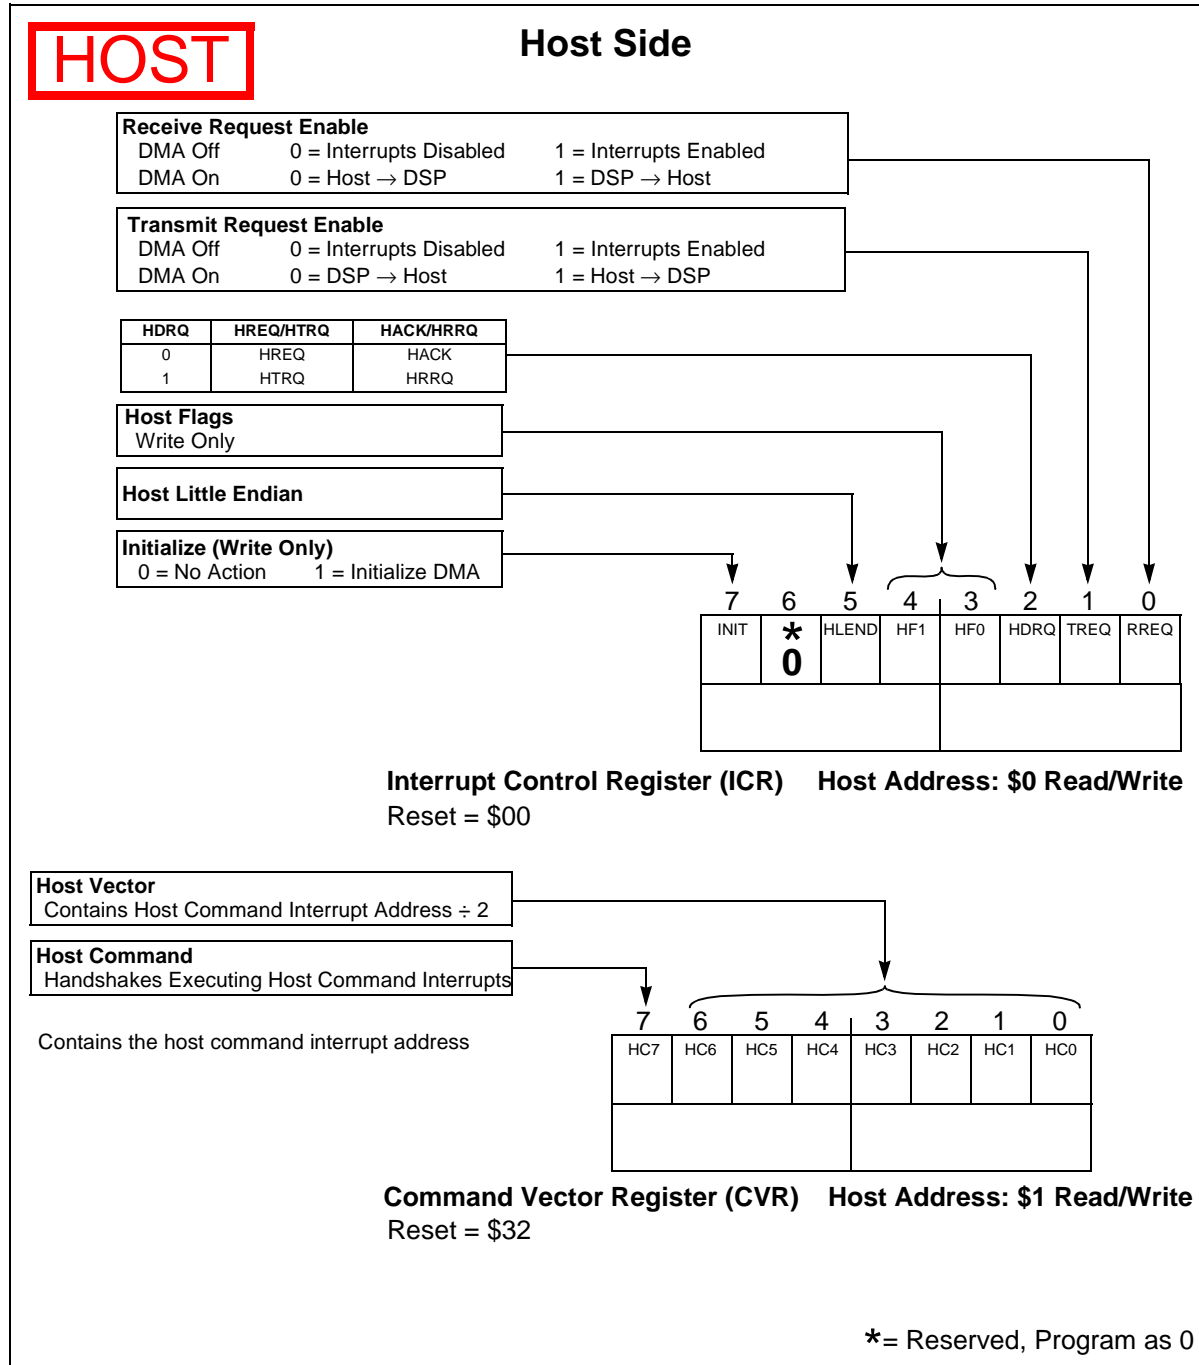 HOST
Host Side
Receive Request Enable
DMA Off 0 = Interrupts Disabled 1 = Interrupts Enabled
DMA On 0 = Host → DSP 1 = DSP → Host
Transmit Request Enable
DMA Off 0 = Interrupts Disabled 1 = Interrupts Enabled
DMA On 0 = DSP → Host 1 = Host → DSP
HDRQ HREQ/HTRQ HACK/HRRQ
0 HREQ HACK
1 HTRQ HRRQ
Host Flags
Write Only
Host Little Endian
Initialize (Write Only)
0 = No Action 1 = Initialize DMA
7 6 5 4 3 2 1 0
INIT * HLEND HF1 HF0 HDRQ TREQ RREQ
0
Interrupt Control Register (ICR) Host Address: $0 Read/Write
Reset = $00
Host Vector
Contains Host Command Interrupt Address ÷ 2
Host Command
Handshakes Executing Host Command Interrupts
Contains the host command interrupt address
7 6 5 4 3 2 1 0
HC7 HC6 HC5 HC4 HC3 HC2 HC1 HC0
Command Vector Register (CVR) Host Address: $1 Read/Write
Reset = $32
*= Reserved, Program as 0